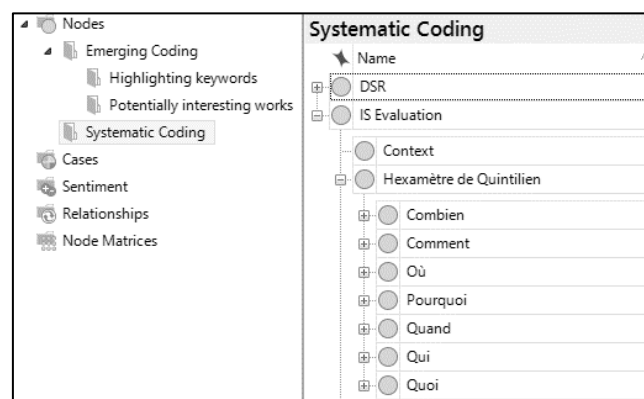 Nodes
Emerging Coding
Highlighting keywords
Potentially interesting works
Systematic Coding
Cases
Sentiment
Relationships
Node Matrices
Systematic Coding
Name
DSR
IS Evaluation
Context
Hexamètre de Quintilien
Combien
Comment
Où
Pourquoi
Quand
Qui
Quoi